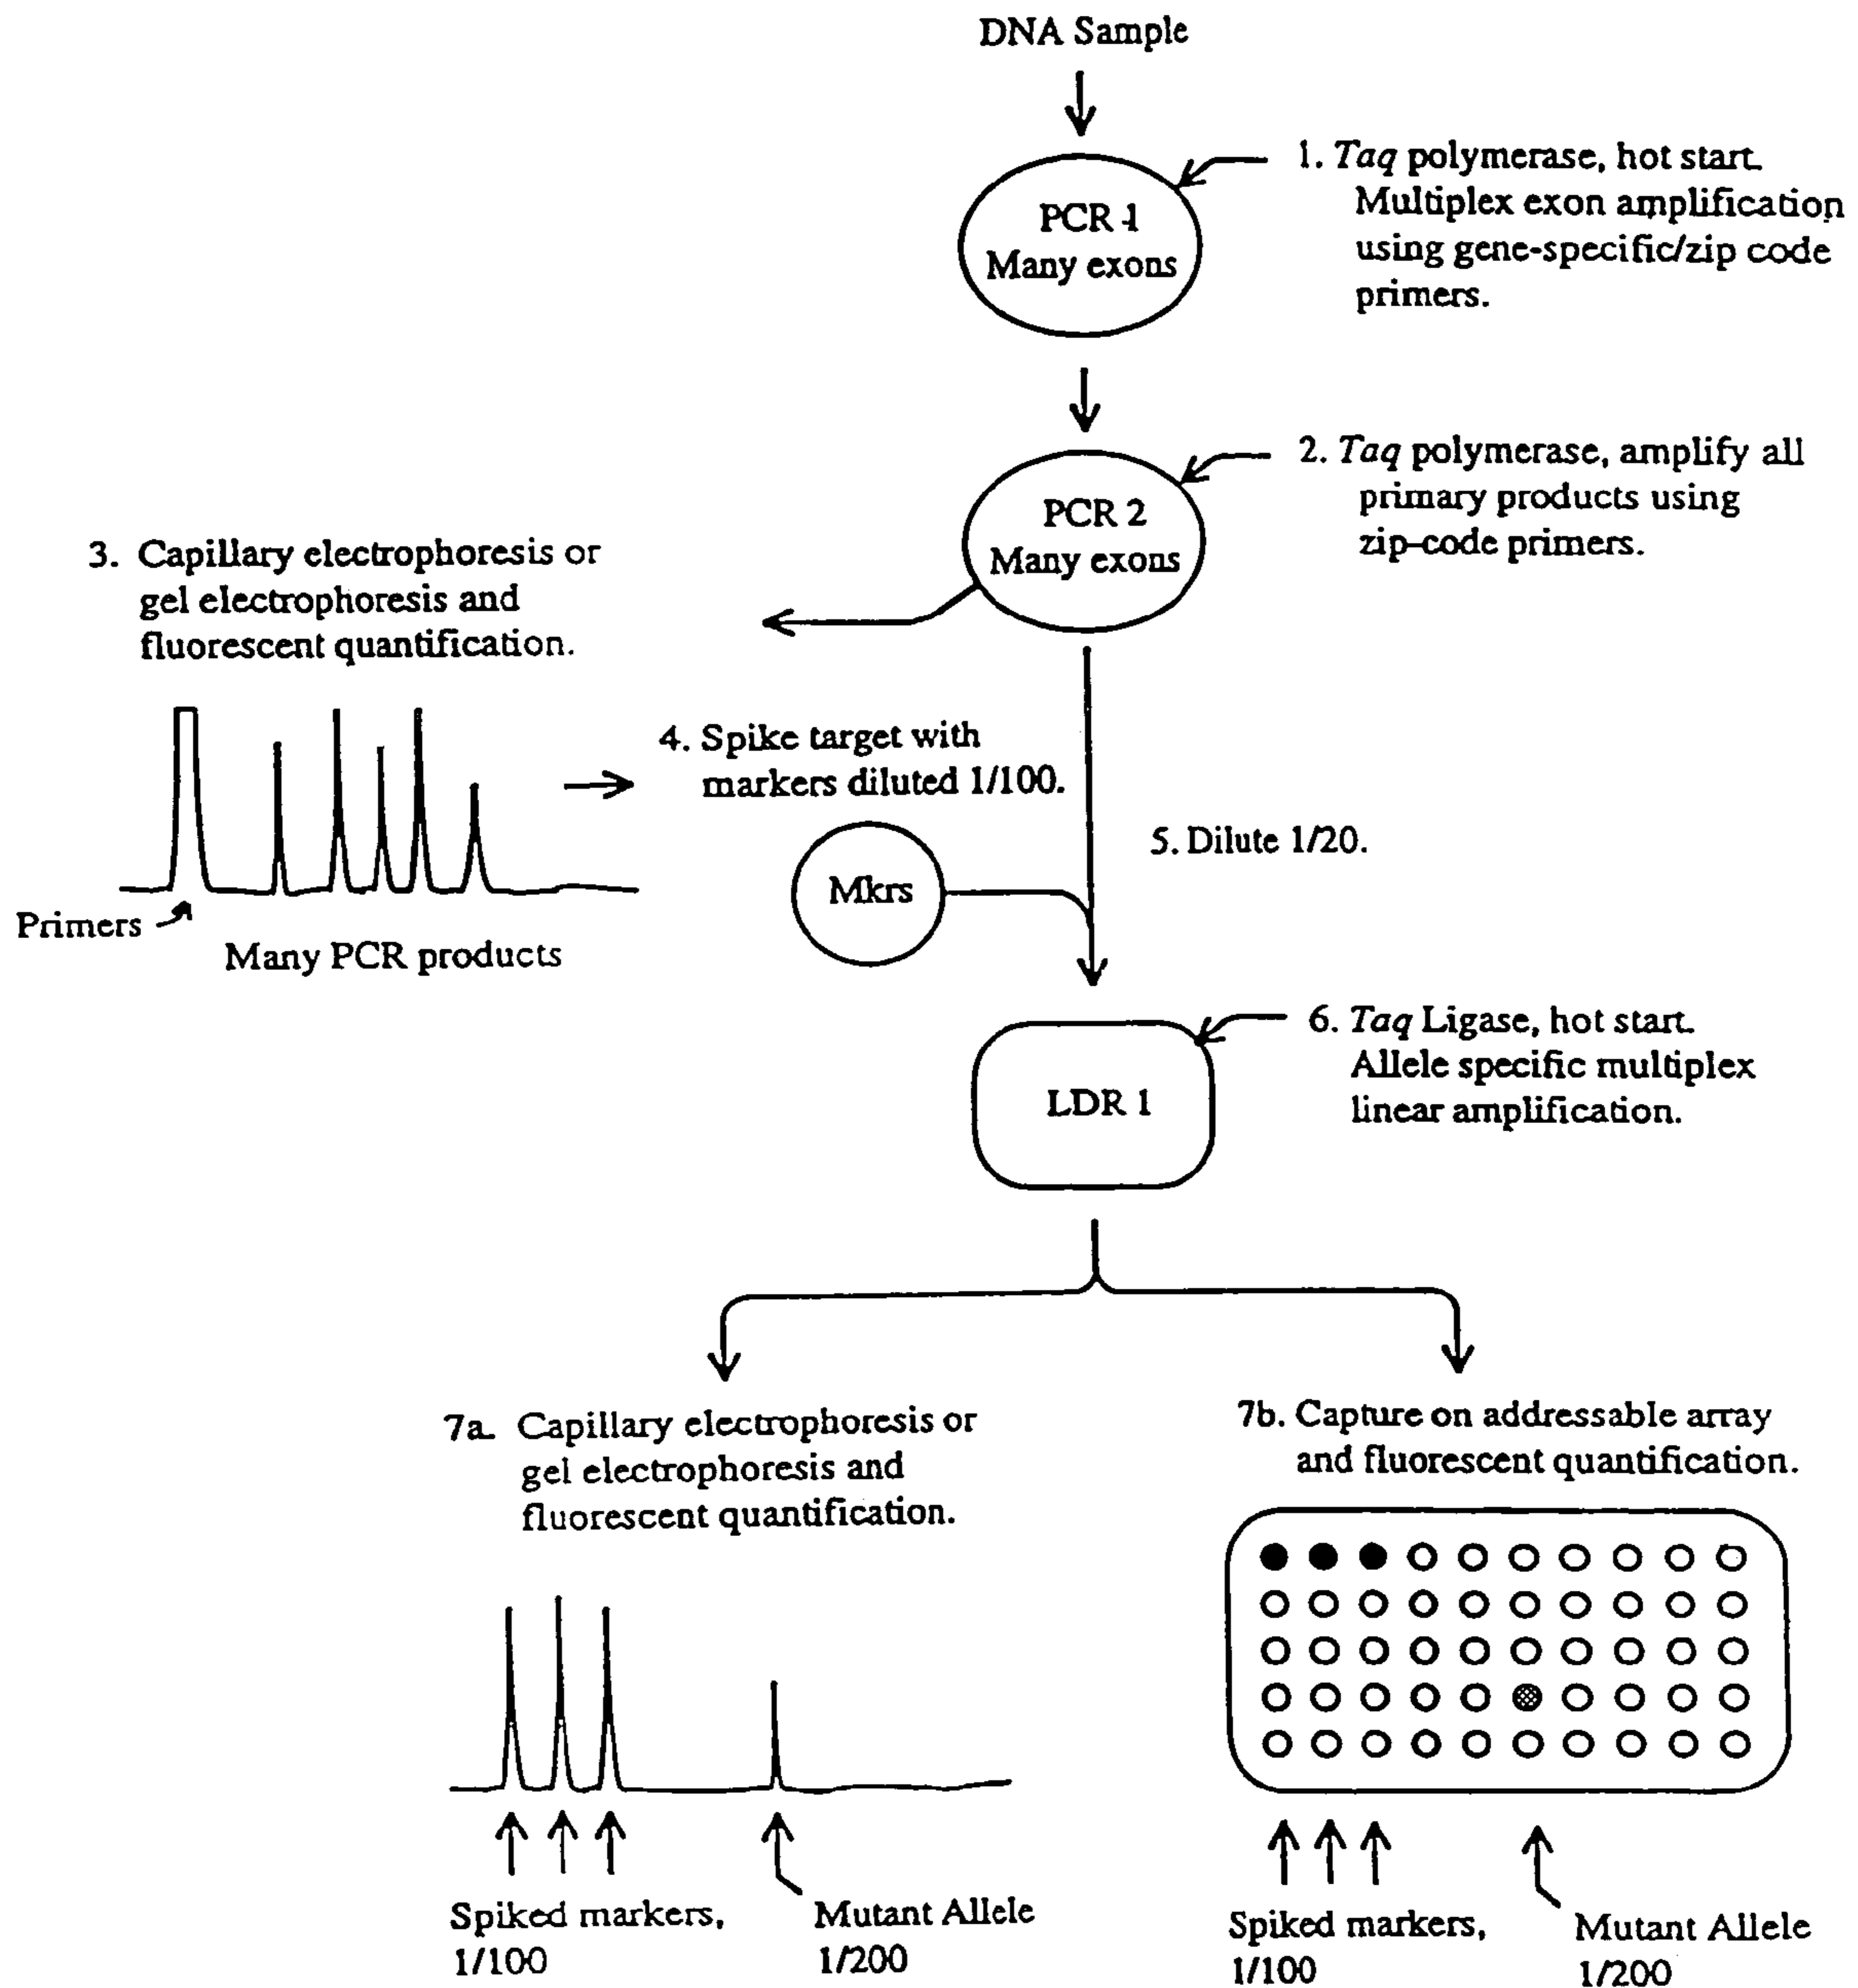 DNA Sample
PCR 1
Many exons
1. Taq polymerase, hot start.
Multiplex exon amplification
using gene-specific/zip code
primers.
PCR 2
Many exons
2. Taq polymerase, amplify all
primary products using
zip-code primers.
3. Capillary electrophoresis or
gel electrophoresis and
fluorescent quantification.
Primers
Many PCR products
4. Spike target with
markers diluted 1/100.
Mkrs
5. Dilute 1/20.
LDR 1
6. Taq Ligase, hot start.
Allele specific multiplex
linear amplification.
7a. Capillary electrophoresis or
gel electrophoresis and
fluorescent quantification.
Spiked markers,
1/100
Mutant Allele
1/200
7b. Capture on addressable array
and fluorescent quantification.
Spiked markers,
1/100
Mutant Allele
1/200